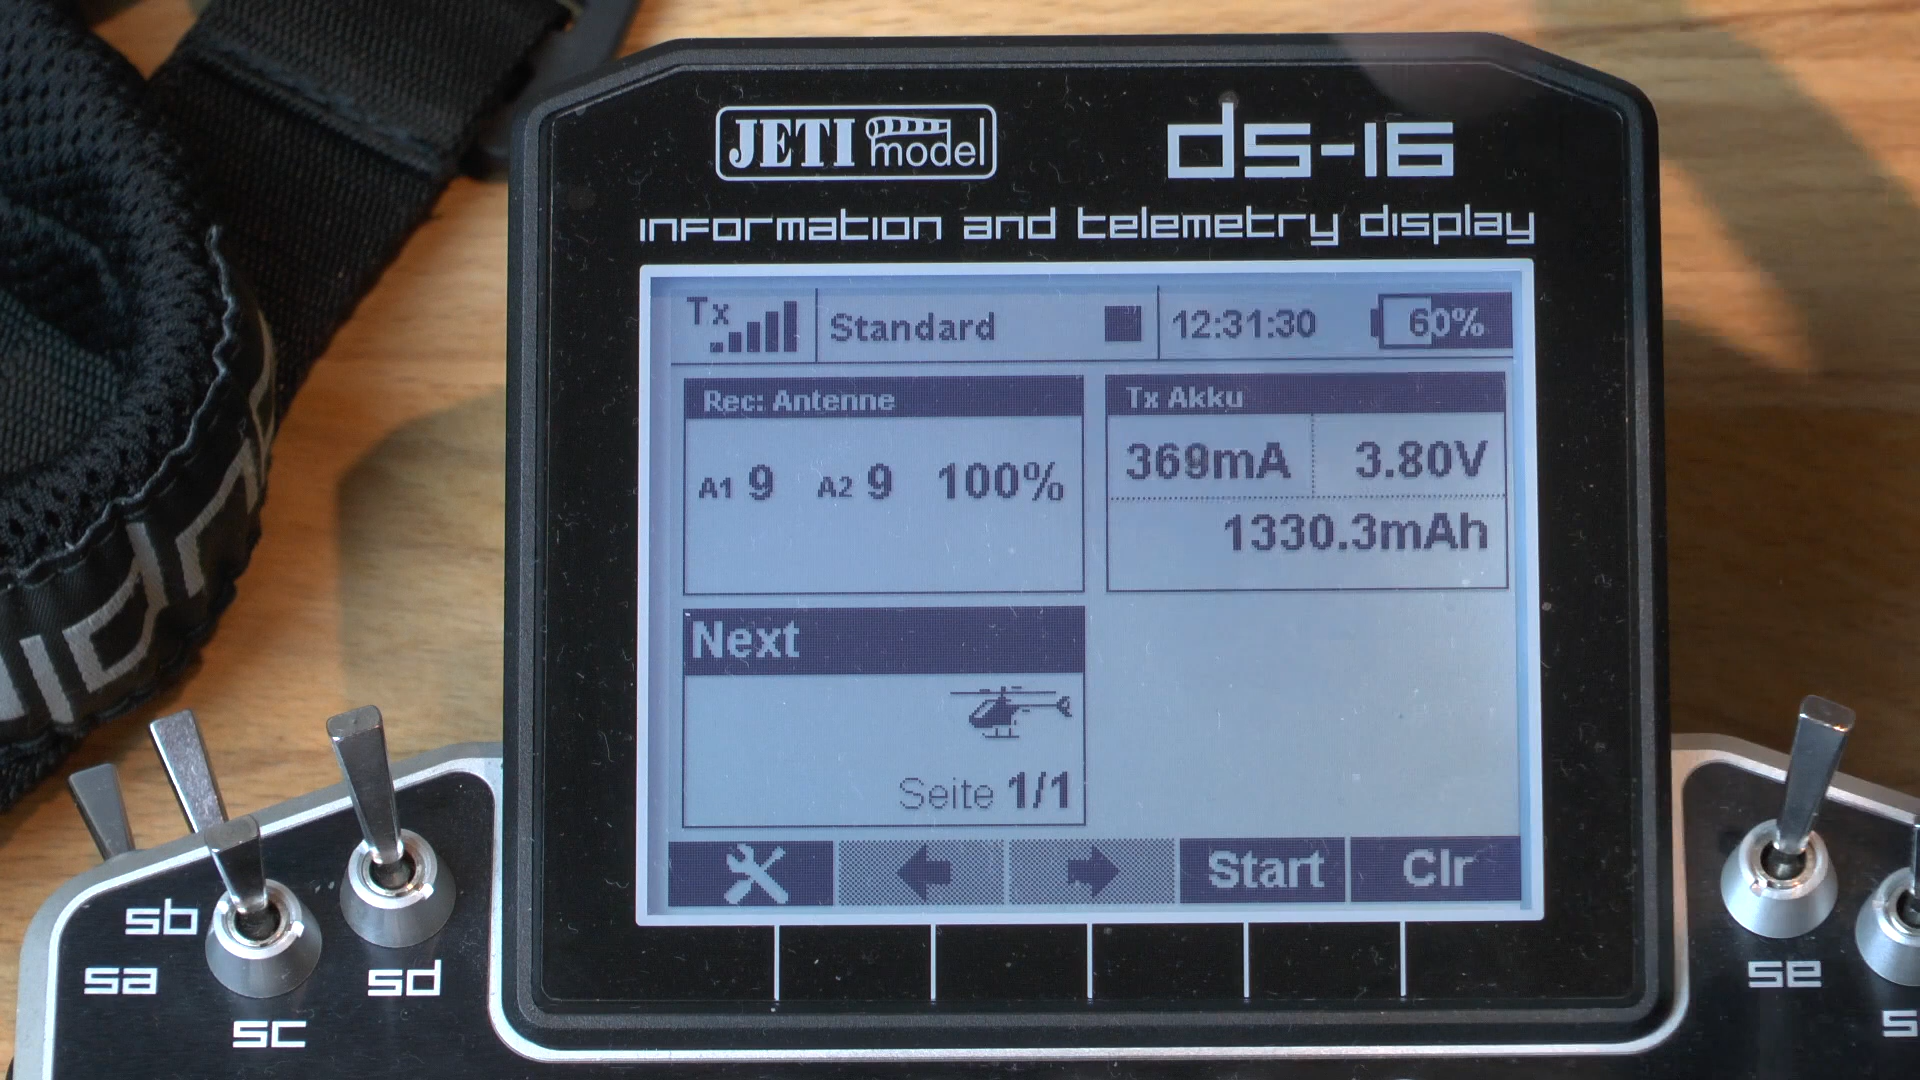 JETI model
DS-16
information and telemetry display
Tx Standard 12:31:30 60%
Rec: Antenne
A1 9 A2 9 100%
Tx Akku
369mA 3.80V
1330.3mAh
Next
Seite 1/1
Start Clr
sb
sa
sc
sd
se